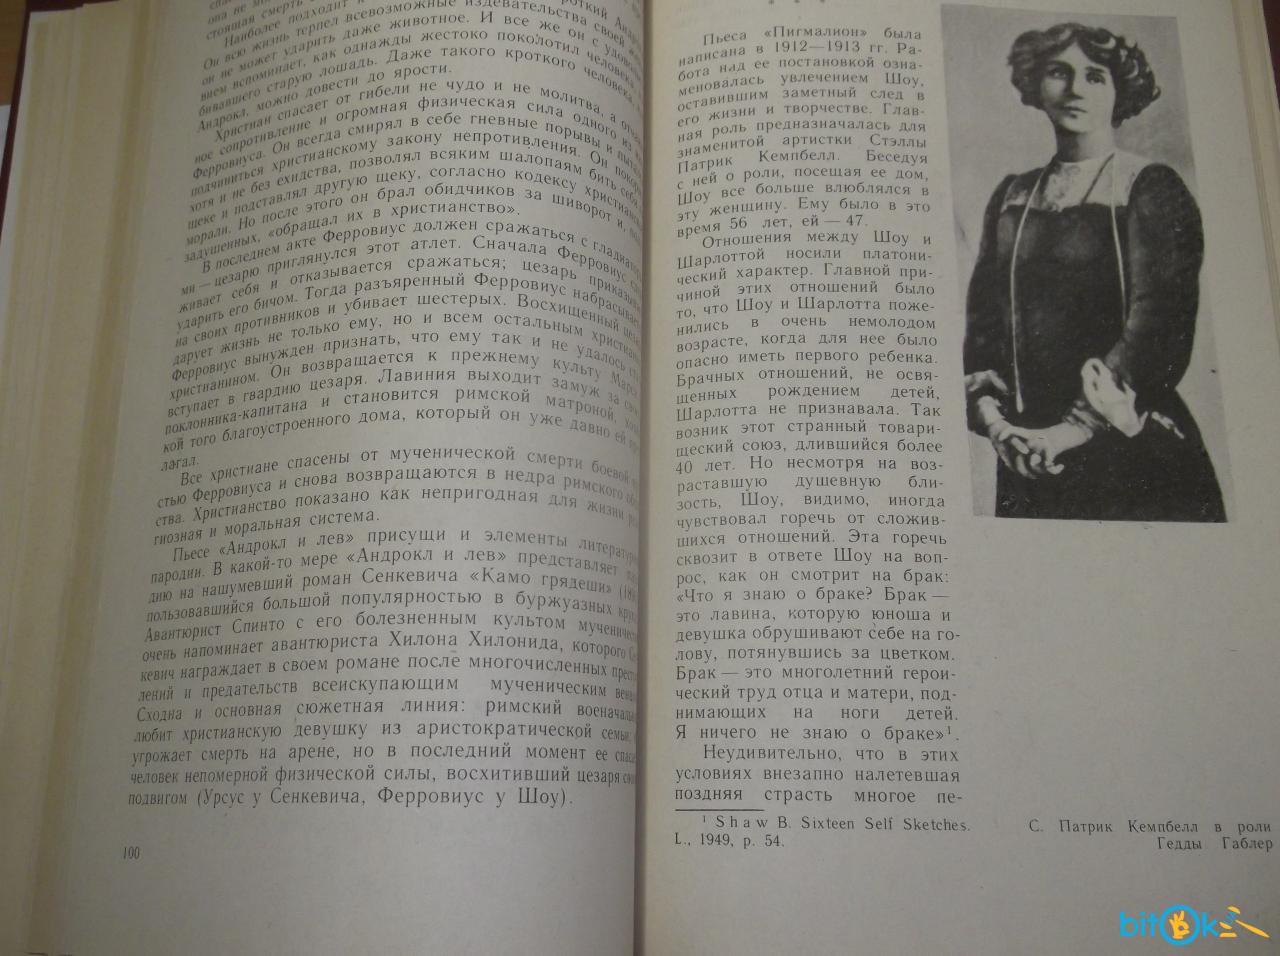 Наиболее подходит к
Он всю жизнь терпел всевозможные издевательства своей
он не может ударить даже животное. И все же он с
вспоминает, как однажды жестоко поколотил человека,
бивавшего старую лошадь. Даже такого кроткого человека,
Андрокл, можно довести до ярости.
Христиан спасает от гибели не чудо и не молитва, а
ное сопротивление и огромная физическая сила одного из
Ферровиуса. Он всегда смирял в себе гневные порывы и
подчиниться христианскому закону непротивления. Он
хотя и не без ехидства, позволял всяким шалопаям бить себя
щеке и подставлял другую щеку, согласно кодексу
морали. Но после этого он брал обидчиков за шиворот и,
задушенных, «обращал их в христианство».
В последнем акте Ферровиус должен сражаться с
ми — цезарю приглянулся этот атлет. Сначала Ферровиус
живает себя и отказывается сражаться; цезарь
ударить его бичом. Тогда разъяренный Ферровиус
на своих противников и убивает шестерых. Восхищенный
дарует жизнь не только ему, но и всем остальным
Ферровиус вынужден признать, что ему так и не удалось
христианином. Он возвращается к прежнему культу
вступает в гвардию цезаря. Лавиния выходит замуж за
поклонника-капитана и становится римской матроной,
кой того благоустроенного дома, который он уже давно ей
лагал.
Все христиане спасены от мученической смерти боевой
стью Ферровиуса и снова возвращаются в недра римского
ства. Христианство показано как непригодная для жизни
гиозная и моральная система.
Пьесе «Андрокл и лев» присущи и элементы
пародии. В какой-то мере «Андрокл и лев» представляет
дию на нашумевший роман Сенкевича «Камо грядеши»
пользовавшийся большой популярностью в буржуазных
Авантюрист Спинто с его болезненным культом
очень напоминает авантюриста Хилона Хилонида, которого
кевич награждает в своем романе после многочисленных
лений и предательств всеискупающим мученическим
Сходна и основная сюжетная линия: римский
любит христианскую девушку из аристократической семьи,
угрожает смерть на арене, но в последний момент ее
человек непомерной физической силы, восхитивший цезаря
подвигом (Урсус у Сенкевича, Ферровиус у Шоу).
100
* * *
Пьеса «Пигмалион» была
написана в 1912—1913 гг. Ра-
бота над ее постановкой озна-
меновалась увлечением Шоу,
оставившим заметный след в
его жизни и творчестве. Глав-
ная роль предназначалась для
знаменитой артистки Стэллы
Патрик Кемпбелл. Беседуя
с ней о роли, посещая ее дом,
Шоу все больше влюблялся в
эту женщину. Ему было в это
время 56 лет, ей — 47.
Отношения между Шоу и
Шарлоттой носили платони-
ческий характер. Главной при-
чиной этих отношений было
то, что Шоу и Шарлотта поже-
нились в очень немолодом
возрасте, когда для нее было
опасно иметь первого ребенка.
Брачных отношений, не освя-
щенных рождением детей,
Шарлотта не признавала. Так
возник этот странный товари-
щеский союз, длившийся более
40 лет. Но несмотря на воз-
раставшую душевную бли-
зость, Шоу, видимо, иногда
чувствовал горечь от сложив-
шихся отношений. Эта горечь
сквозит в ответе Шоу на воп-
рос, как он смотрит на брак:
«Что я знаю о браке? Брак —
это лавина, которую юноша и
девушка обрушивают себе на го-
лову, потянувшись за цветком.
Брак — это многолетний герои-
ческий труд отца и матери, под-
нимающих на ноги детей.
Я ничего не знаю о браке»¹.
Неудивительно, что в этих
условиях внезапно налетевшая
поздняя страсть многое пе-
¹ Shaw B. Sixteen Self Sketches.
L., 1949, p. 54.
С. Патрик Кемпбелл в роли
Гедды Габлер